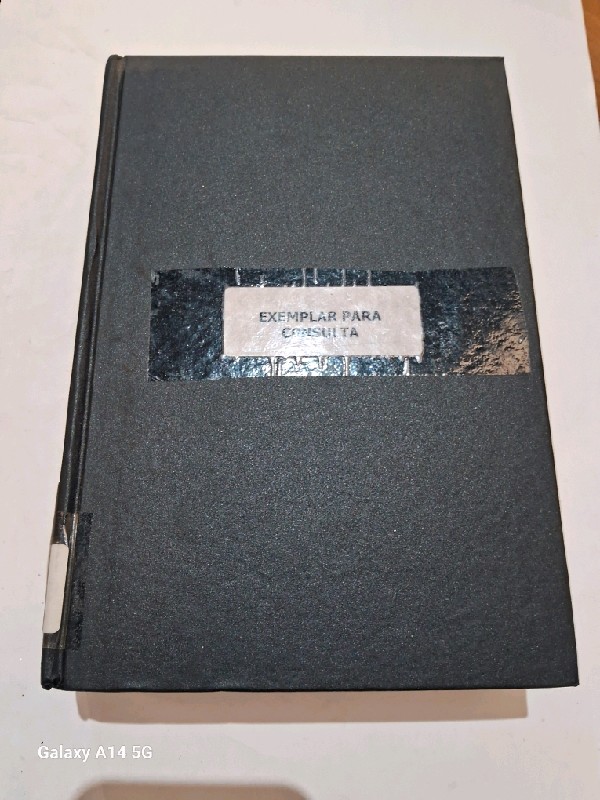 EXEMPLAR PARA
CONSULTA
Galaxy A14 5G